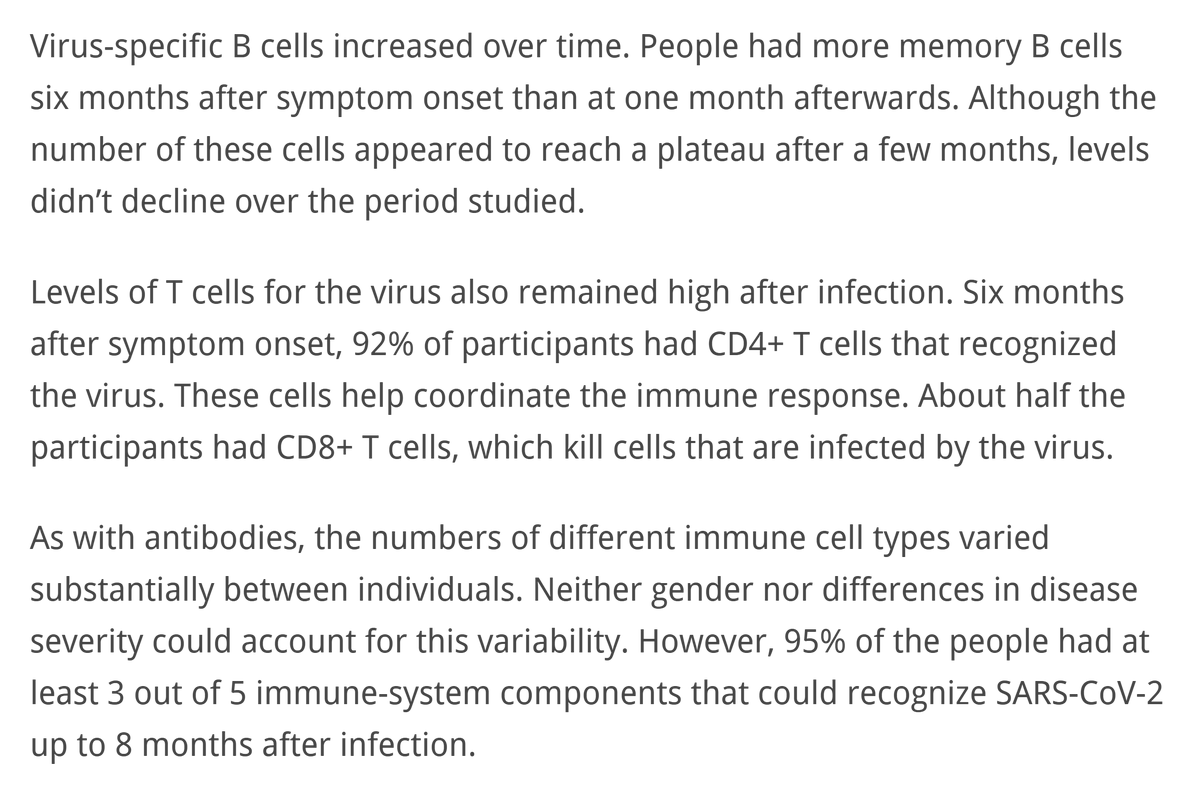 Virus-specific B cells increased over time. People had more memory B cells
six months after symptom onset than at one month afterwards. Although the
number of these cells appeared to reach a plateau after a few months, levels
didn’t decline over the period studied.
Levels of T cells for the virus also remained high after infection. Six months
after symptom onset, 92% of participants had CD4+ T cells that recognized
the virus. These cells help coordinate the immune response. About half the
participants had CD8+ T cells, which kill cells that are infected by the virus.
As with antibodies, the numbers of different immune cell types varied
substantially between individuals. Neither gender nor differences in disease
severity could account for this variability. However, 95% of the people had at
least 3 out of 5 immune-system components that could recognize SARS-CoV-2
up to 8 months after infection.